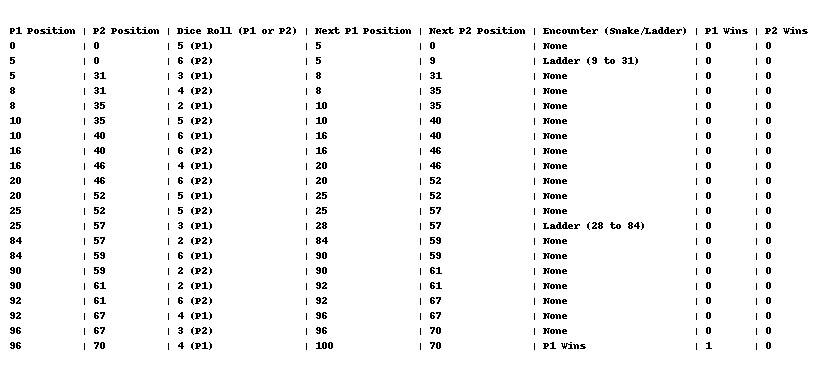 P1 Position | P2 Position | Dice Roll (P1 or P2) | Next P1 Position | Next P2 Position | Encounter (Snake/Ladder) | P1 Wins | P2 Wins
0 | 0 | 5 (P1) | 5 | 0 | None | 0 | 0
5 | 0 | 6 (P2) | 5 | 9 | Ladder (9 to 31) | 0 | 0
5 | 31 | 3 (P1) | 8 | 31 | None | 0 | 0
8 | 31 | 4 (P2) | 8 | 35 | None | 0 | 0
8 | 35 | 2 (P1) | 10 | 35 | None | 0 | 0
10 | 35 | 5 (P2) | 10 | 40 | None | 0 | 0
10 | 40 | 6 (P1) | 16 | 40 | None | 0 | 0
16 | 40 | 6 (P2) | 16 | 46 | None | 0 | 0
16 | 46 | 4 (P1) | 20 | 46 | None | 0 | 0
20 | 46 | 6 (P2) | 20 | 52 | None | 0 | 0
20 | 52 | 5 (P1) | 25 | 52 | None | 0 | 0
25 | 52 | 5 (P2) | 25 | 57 | None | 0 | 0
25 | 57 | 3 (P1) | 28 | 57 | Ladder (28 to 84) | 0 | 0
84 | 57 | 2 (P2) | 84 | 59 | None | 0 | 0
84 | 59 | 6 (P1) | 90 | 59 | None | 0 | 0
90 | 59 | 2 (P2) | 90 | 61 | None | 0 | 0
90 | 61 | 2 (P1) | 92 | 61 | None | 0 | 0
92 | 61 | 6 (P2) | 92 | 67 | None | 0 | 0
92 | 67 | 4 (P1) | 96 | 67 | None | 0 | 0
96 | 67 | 3 (P2) | 96 | 70 | None | 0 | 0
96 | 70 | 4 (P1) | 100 | 70 | P1 Wins | 1 | 0